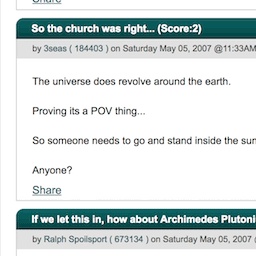 Share
So the church was right... (Score:2)
by 3seas ( 184403 ) on Saturday May 05, 2007 @11:33AM
The universe does revolve around the earth.
Proving its a POV thing...
So someone needs to go and stand inside the sun
Anyone?
Share
If we let this in, how about Archimedes Plutoni
by Ralph Spoilsport ( 673134 ) on Saturday May 05, 2007